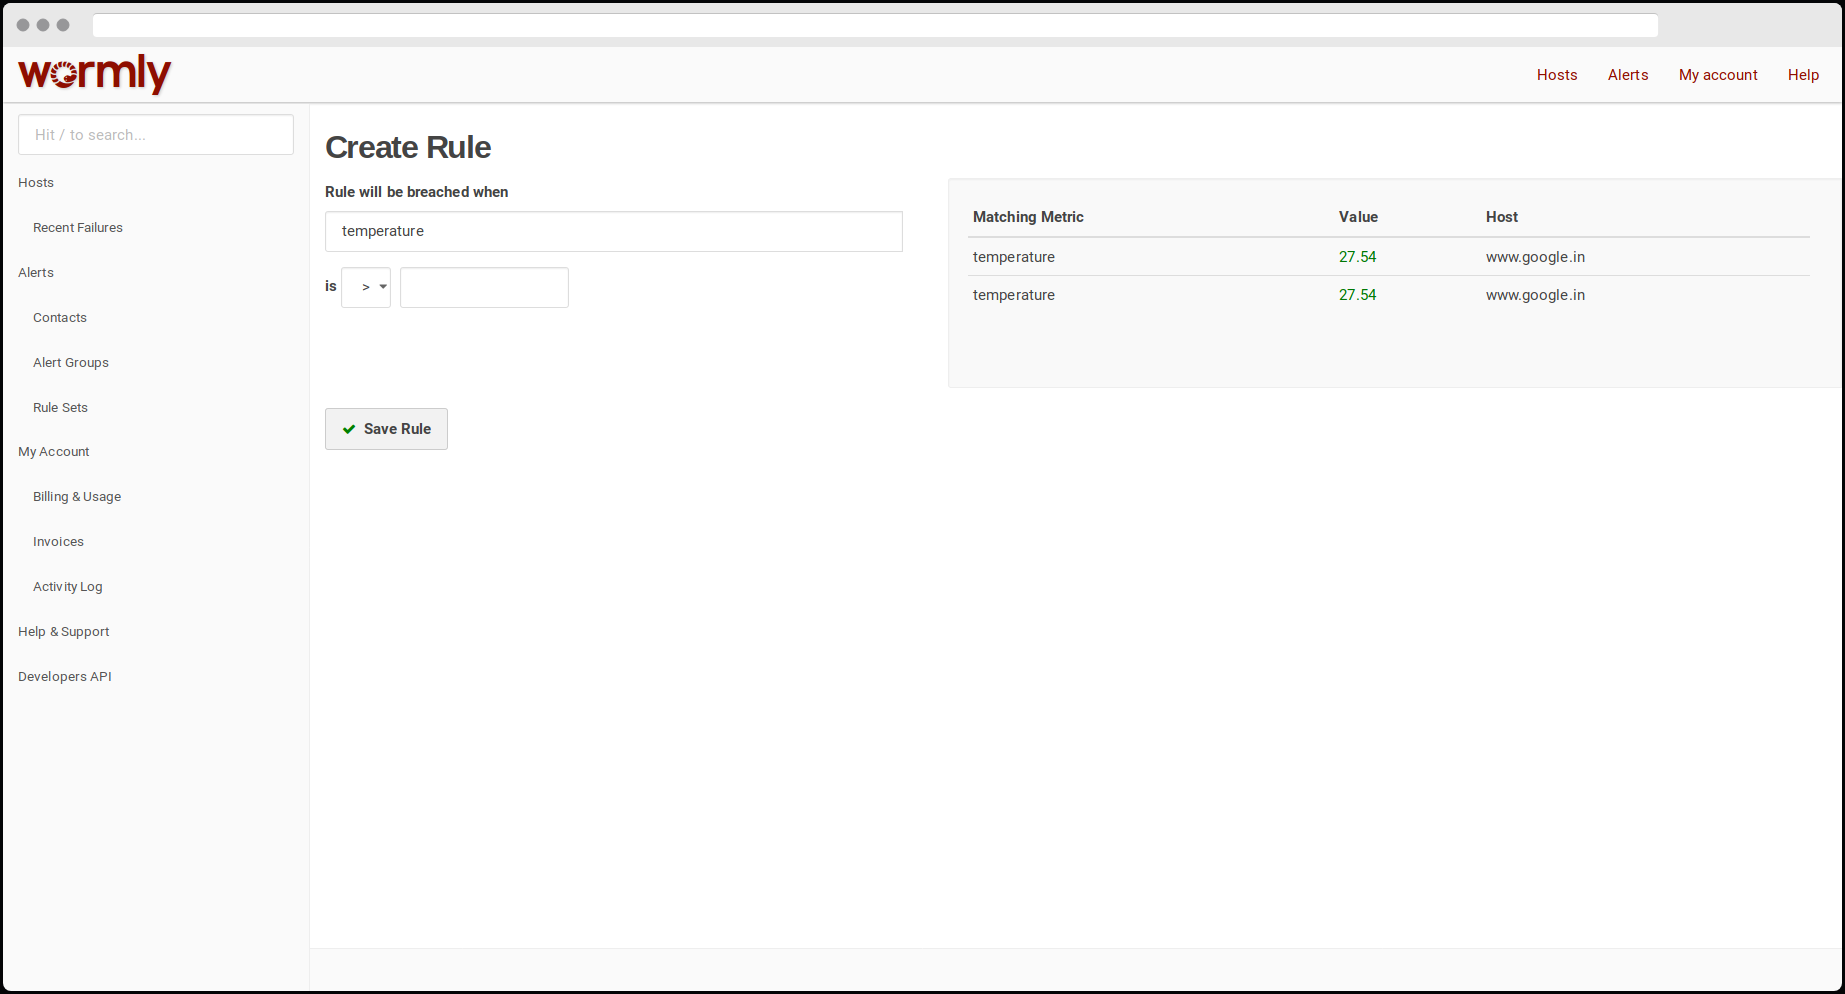 wormly
Hosts Alerts My account Help
Hit / to search...
Hosts
Recent Failures
Alerts
Contacts
Alert Groups
Rule Sets
My Account
Billing & Usage
Invoices
Activity Log
Help & Support
Developers API
Create Rule
Rule will be breached when
temperature
is >
Save Rule
Matching Metric Value Host
temperature 27.54 www.google.in
temperature 27.54 www.google.in